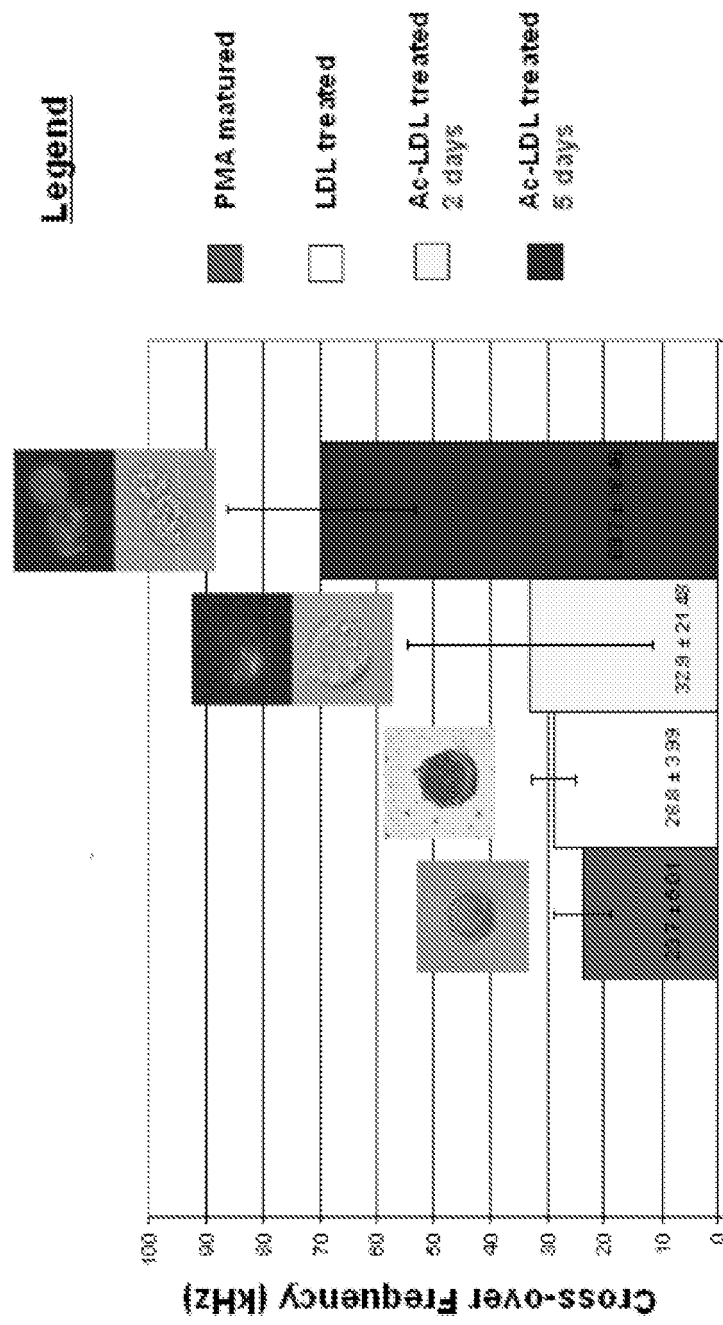 Legend
PMA matured
LDL treated
Ac-LDL treated
2 days
Ac-LDL treated
5 days
Cross-over Frequency (kHz)
100
90
80
70
60
50
40
30
20
10
0
28.8 ± 3.99
32.9 ± 21.48